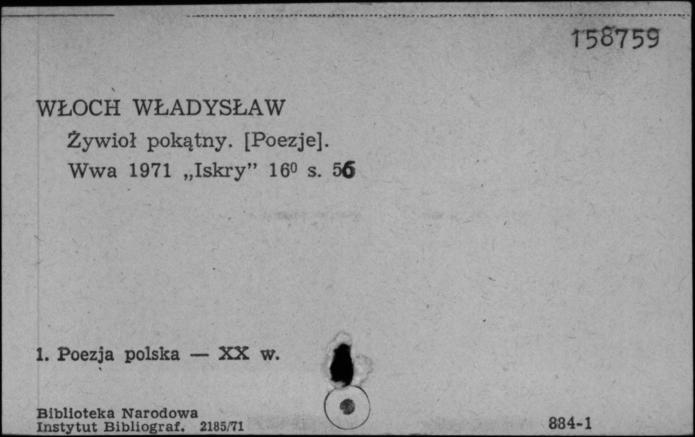 158759
WŁOCH WŁADYSŁAW
Żywioł pokątny. [Poezje].
Wwa 1971 „Iskry” 16⁰ s. 56
1. Poezja polska — XX w.
Biblioteka Narodowa
Instytut Bibliograf. 2185/71
884-1